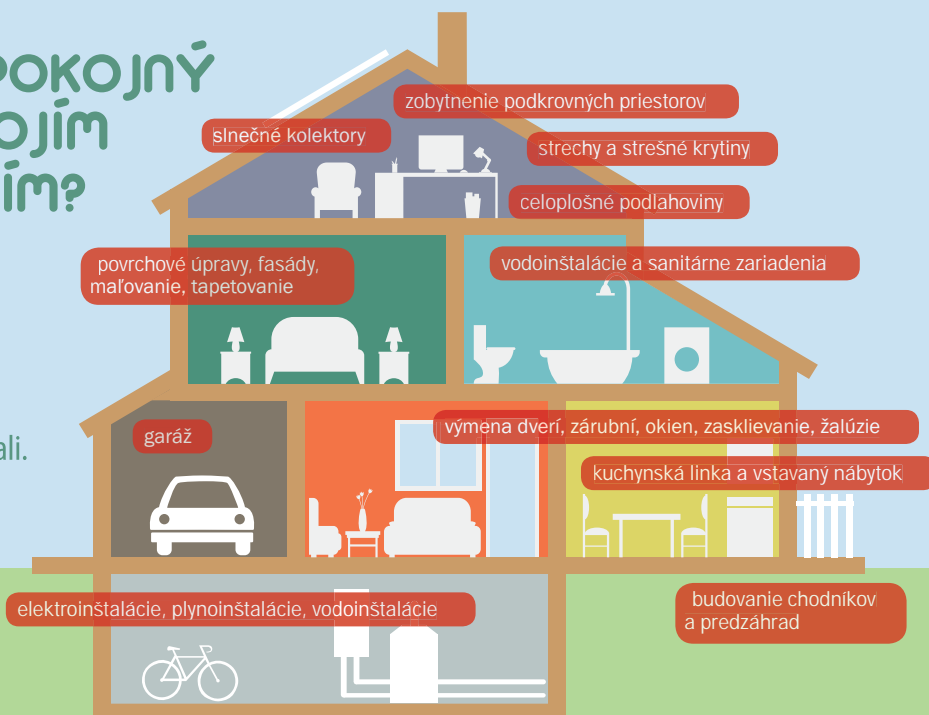 POKOJNÝ
OJÍM
ÍM?
zobytnenie podkrovných priestorov
slnečné kolektory
strechy a strešné krytiny
celoplošné podlahoviny
povrchové úpravy, fasády,
maľovanie, tapetovanie
vodoinštalácie a sanitárne zariadenia
ali.
garáž
výmena dverí, zárubní, okien, zasklievanie, žalúzie
kuchynská linka a vstavaný nábytok
elektroinštalácie, plynoinštalácie, vodoinštalácie
budovanie chodníkov
a predzáhrad